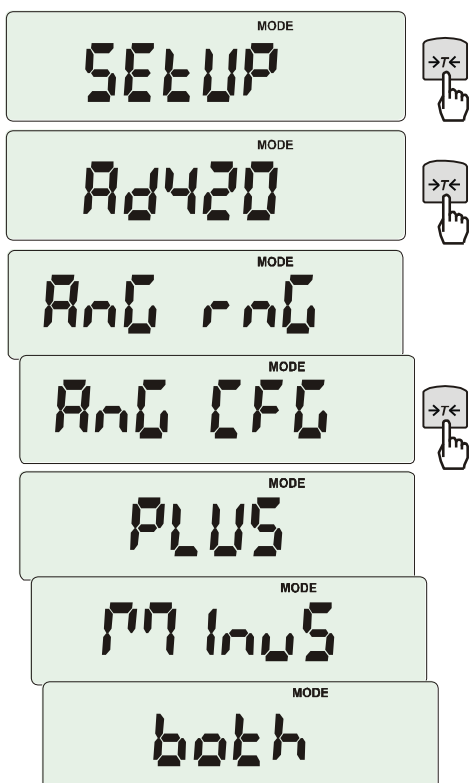 MODE
SEtUP
→T←
MODE
Ad420
→T←
MODE
AnG rnG
MODE
AnG CFG
→T←
MODE
PLUS
MODE
MInuS
MODE
both